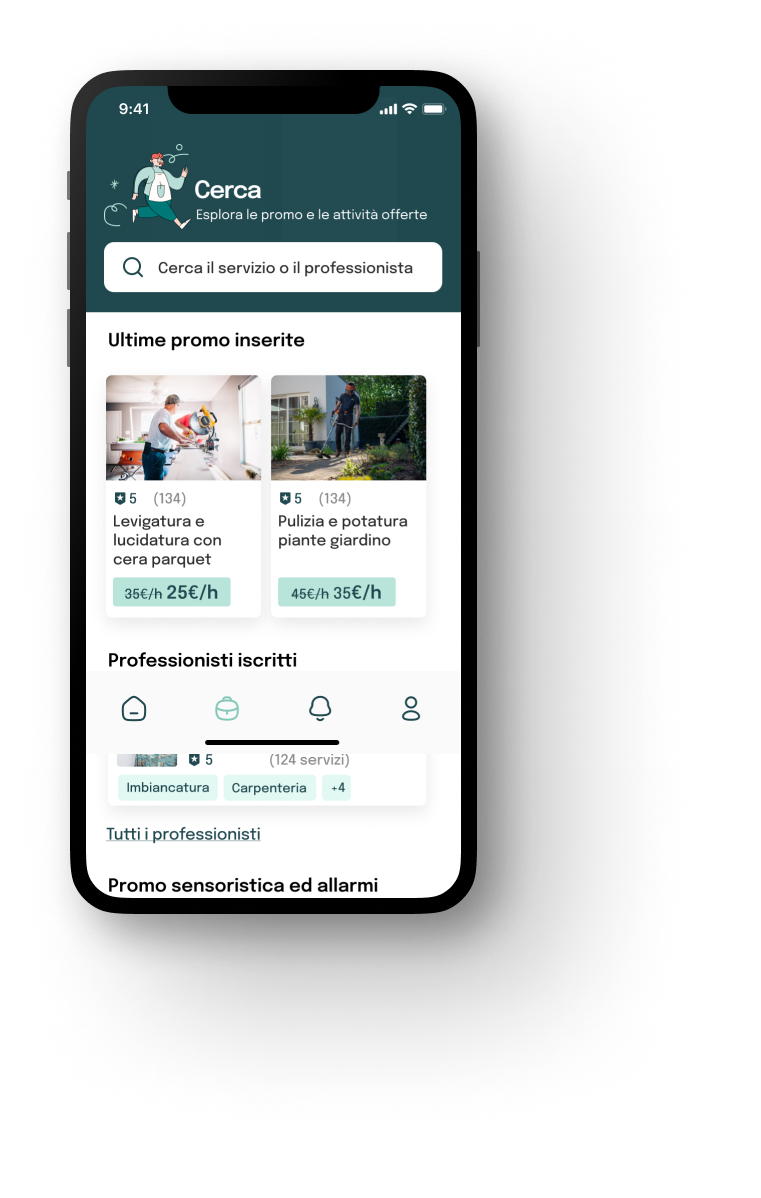 9:41
Cerca
Esplora le promo e le attività offerte
Cerca il servizio o il professionista
Ultime promo inserite
5 (134)
Levigatura e
lucidatura con
cera parquet
35€/h 25€/h
5 (134)
Pulizia e potatura
piante giardino
45€/h 35€/h
Professionisti iscritti
5 (124 servizi)
Imbiancatura Carpenteria +4
Tutti i professionisti
Promo sensoristica ed allarmi